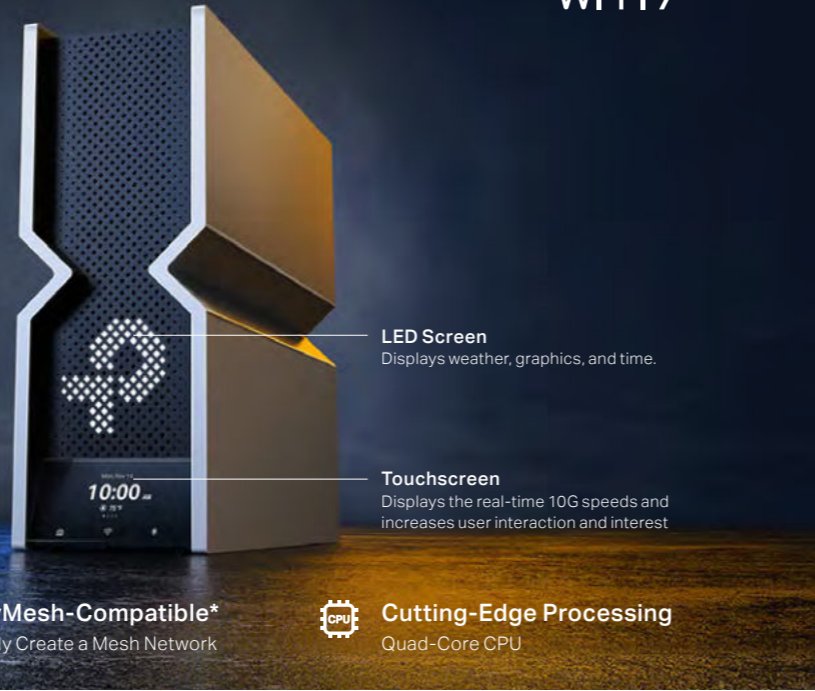 LED Screen
Displays weather, graphics, and time.
Touchscreen
Displays the real-time 10G speeds and
increases user interaction and interest
10:00 AM
Mesh-Compatible*
Create a Mesh Network
CPU
Cutting-Edge Processing
Quad-Core CPU